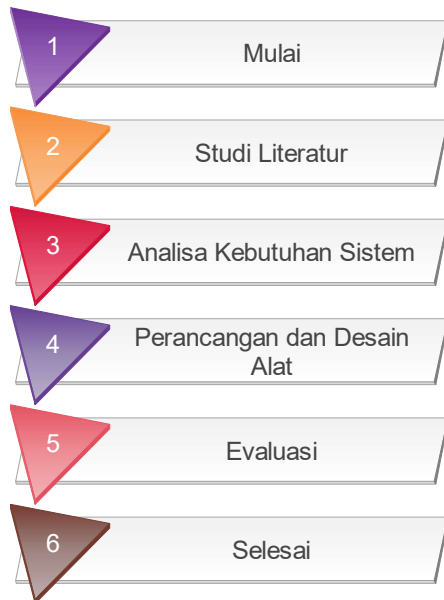 1
Mulai
2
Studi Literatur
3
Analisa Kebutuhan Sistem
4
Perancangan dan Desain
Alat
5
Evaluasi
6
Selesai